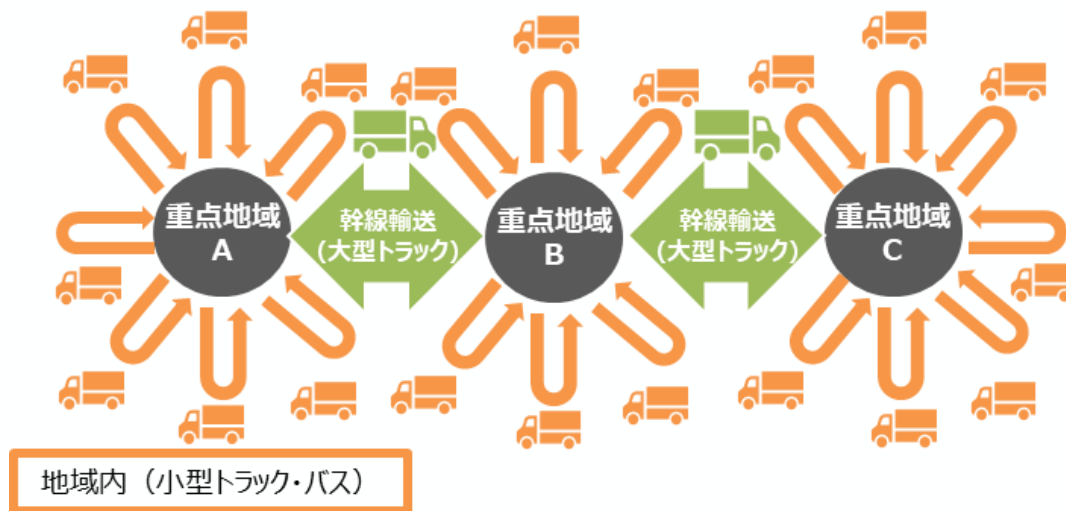 重点地域
A
幹線輸送
(大型トラック)
重点地域
B
幹線輸送
(大型トラック)
重点地域
C
地域内（小型トラック・バス）